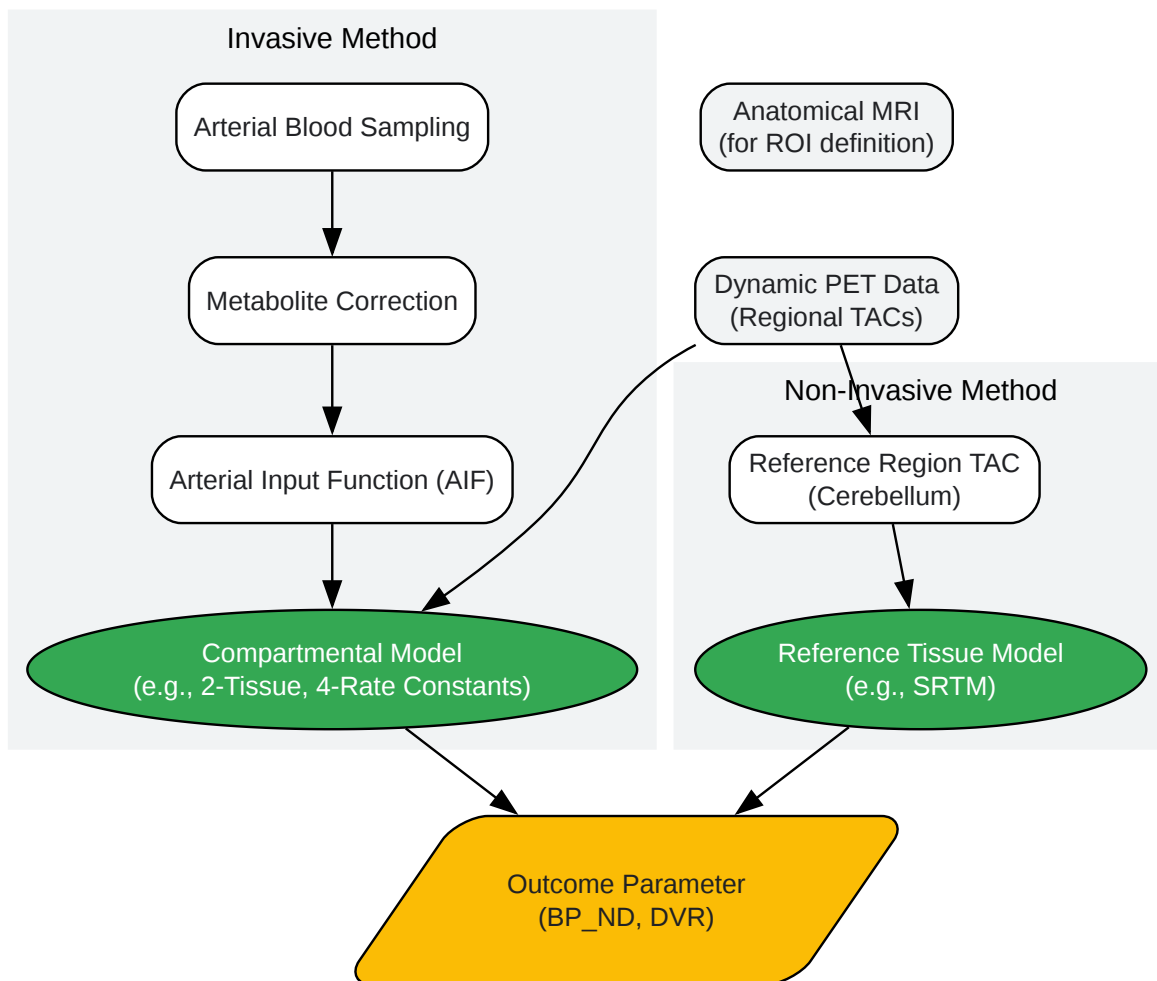 Invasive Method
Arterial Blood Sampling
Anatomical MRI
(for ROI definition)
Metabolite Correction
Dynamic PET Data
(Regional TACs)
Non-Invasive Method
Arterial Input Function (AIF)
Reference Region TAC
(Cerebellum)
Compartmental Model
(e.g., 2-Tissue, 4-Rate Constants)
Reference Tissue Model
(e.g., SRTM)
Outcome Parameter
(BP_ND, DVR)